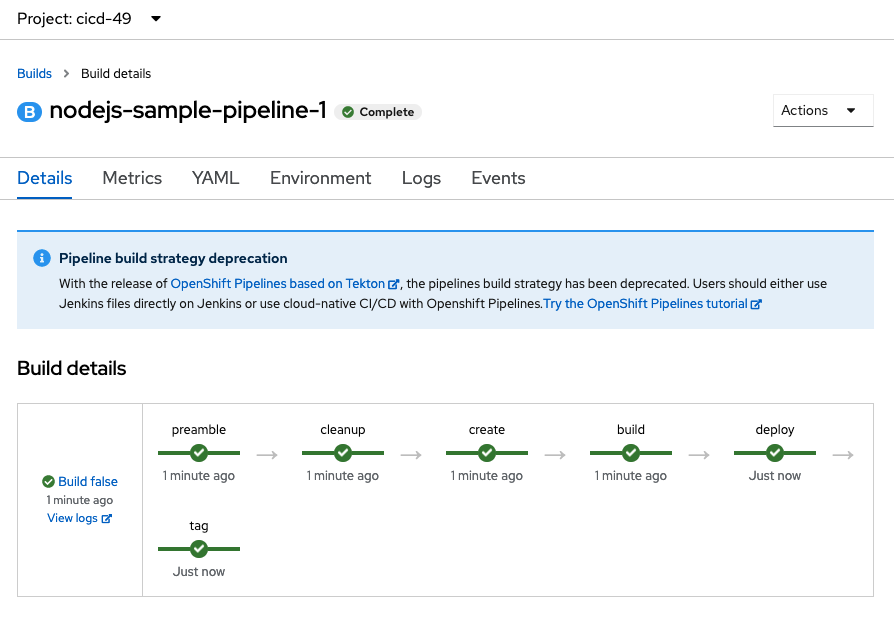 Project: cicd-49
Builds > Build details
B nodejs-sample-pipeline-1 Complete
Actions
Details Metrics YAML Environment Logs Events
Pipeline build strategy deprecation
With the release of OpenShift Pipelines based on Tekton, the pipelines build strategy has been deprecated. Users should either use
Jenkins files directly on Jenkins or use cloud-native CI/CD with Openshift Pipelines.Try the OpenShift Pipelines tutorial
Build details
Build false
1 minute ago
View logs
preamble cleanup create build deploy
1 minute ago 1 minute ago 1 minute ago 1 minute ago Just now
tag
Just now